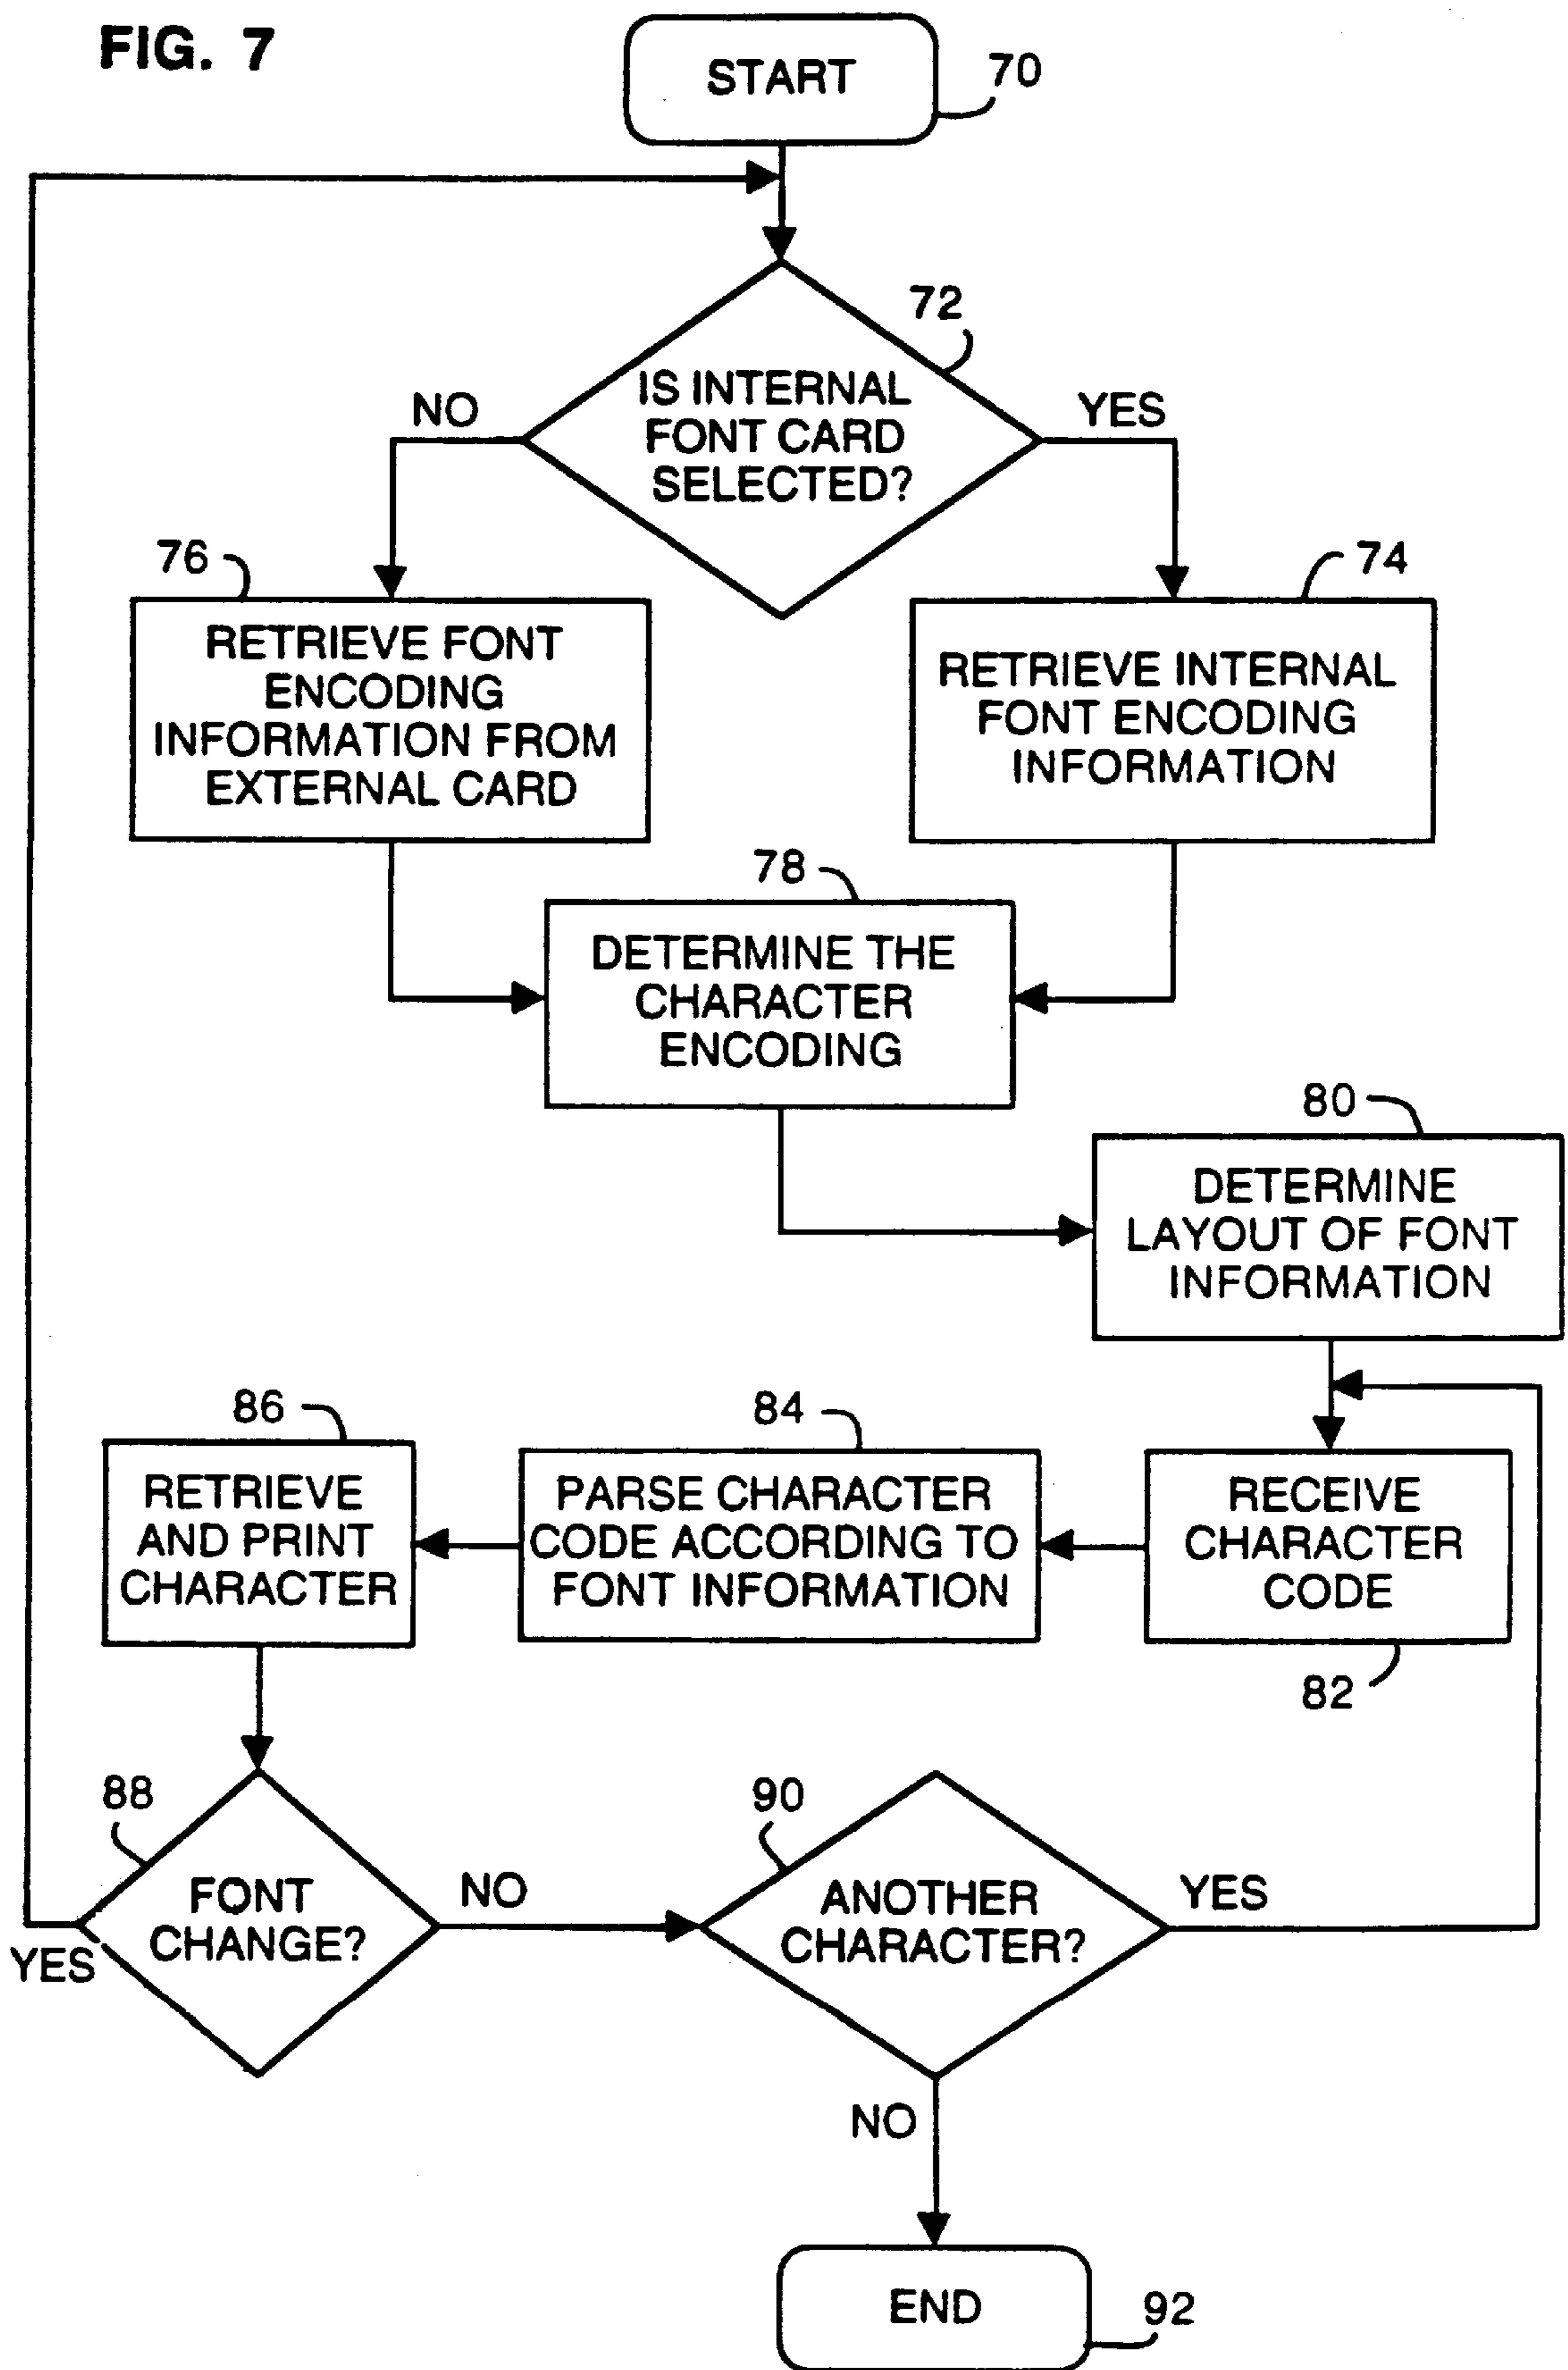 FIG. 7
START
70
72
IS INTERNAL
FONT CARD
SELECTED?
NO
YES
76
74
RETRIEVE FONT
ENCODING
INFORMATION FROM
EXTERNAL CARD
RETRIEVE INTERNAL
FONT ENCODING
INFORMATION
78
DETERMINE THE
CHARACTER
ENCODING
80
DETERMINE
LAYOUT OF FONT
INFORMATION
86
84
RETRIEVE
AND PRINT
CHARACTER
PARSE CHARACTER
CODE ACCORDING TO
FONT INFORMATION
RECEIVE
CHARACTER
CODE
82
88
90
FONT
CHANGE?
YES
NO
ANOTHER
CHARACTER?
YES
NO
END
92